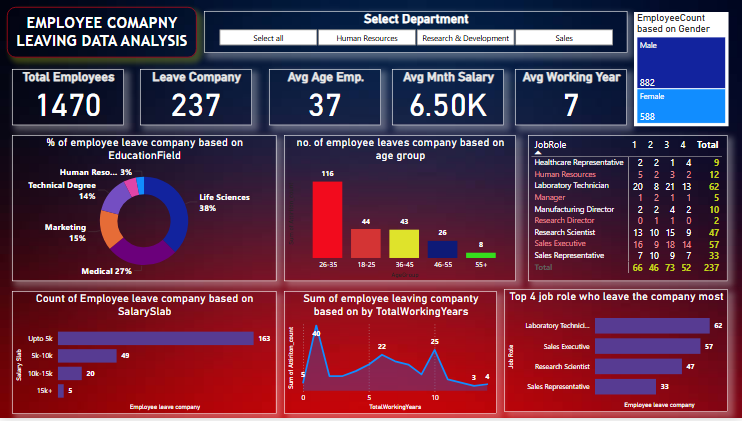 EMPLOYEE COMAPNY
LEAVING DATA ANALYSIS
Select Department
Select all
Human Resources
Research & Development
Sales
EmployeeCount
based on Gender
Male
882
Female
588
Total Employees
1470
Leave Company
237
Avg Age Emp.
37
Avg Mnth Salary
6.50K
Avg Working Year
7
% of employee leave company based on
EducationField
Human Reso... 3%
Technical Degree
14%
Marketing
15%
Medical 27%
Life Sciences
38%
no. of employee leaves company based on
age group
116
44
43
26
8
26-35
18-25
36-45
46-55
55+
JobRole 1 2 3 4 Total
Healthcare Representative 2 2 1 4 9
Human Resources 5 2 3 2 12
Laboratory Technician 20 8 21 13 62
Manager 1 2 1 1 5
Manufacturing Director 2 2 4 2 10
Research Director 0 1 1 0 2
Research Scientist 13 10 15 9 47
Sales Executive 16 9 18 14 57
Sales Representative 7 10 9 7 33
Total 66 46 73 52 237
Count of Employee leave company based on
SalarySlab
Salary Slab
Upto 5k 163
5k-10k 49
10k-15k 20
15k+ 5
Employee leave company
Sum of employee leaving company
based on by TotalWorkingYears
Sum of Attrition_count
5
40
22
25
3
4
0
5
10
TotalWorkingYears
Top 4 job role who leave the company most
Job Role
Laboratory Technici... 62
Sales Executive 57
Research Scientist 47
Sales Representative 33
Employee leave company